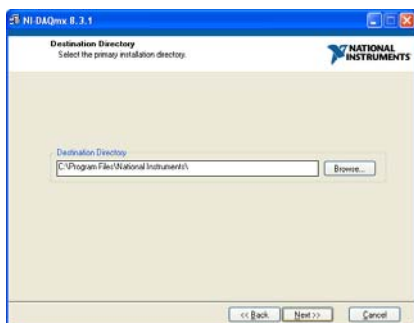 NI-DAQmx 8.3.1
Destination Directory
Select the primary installation directory.
NATIONAL
INSTRUMENTS
Destination Directory
C:\Program Files\National Instruments\
Browse...
<< Back
Next >>
Cancel